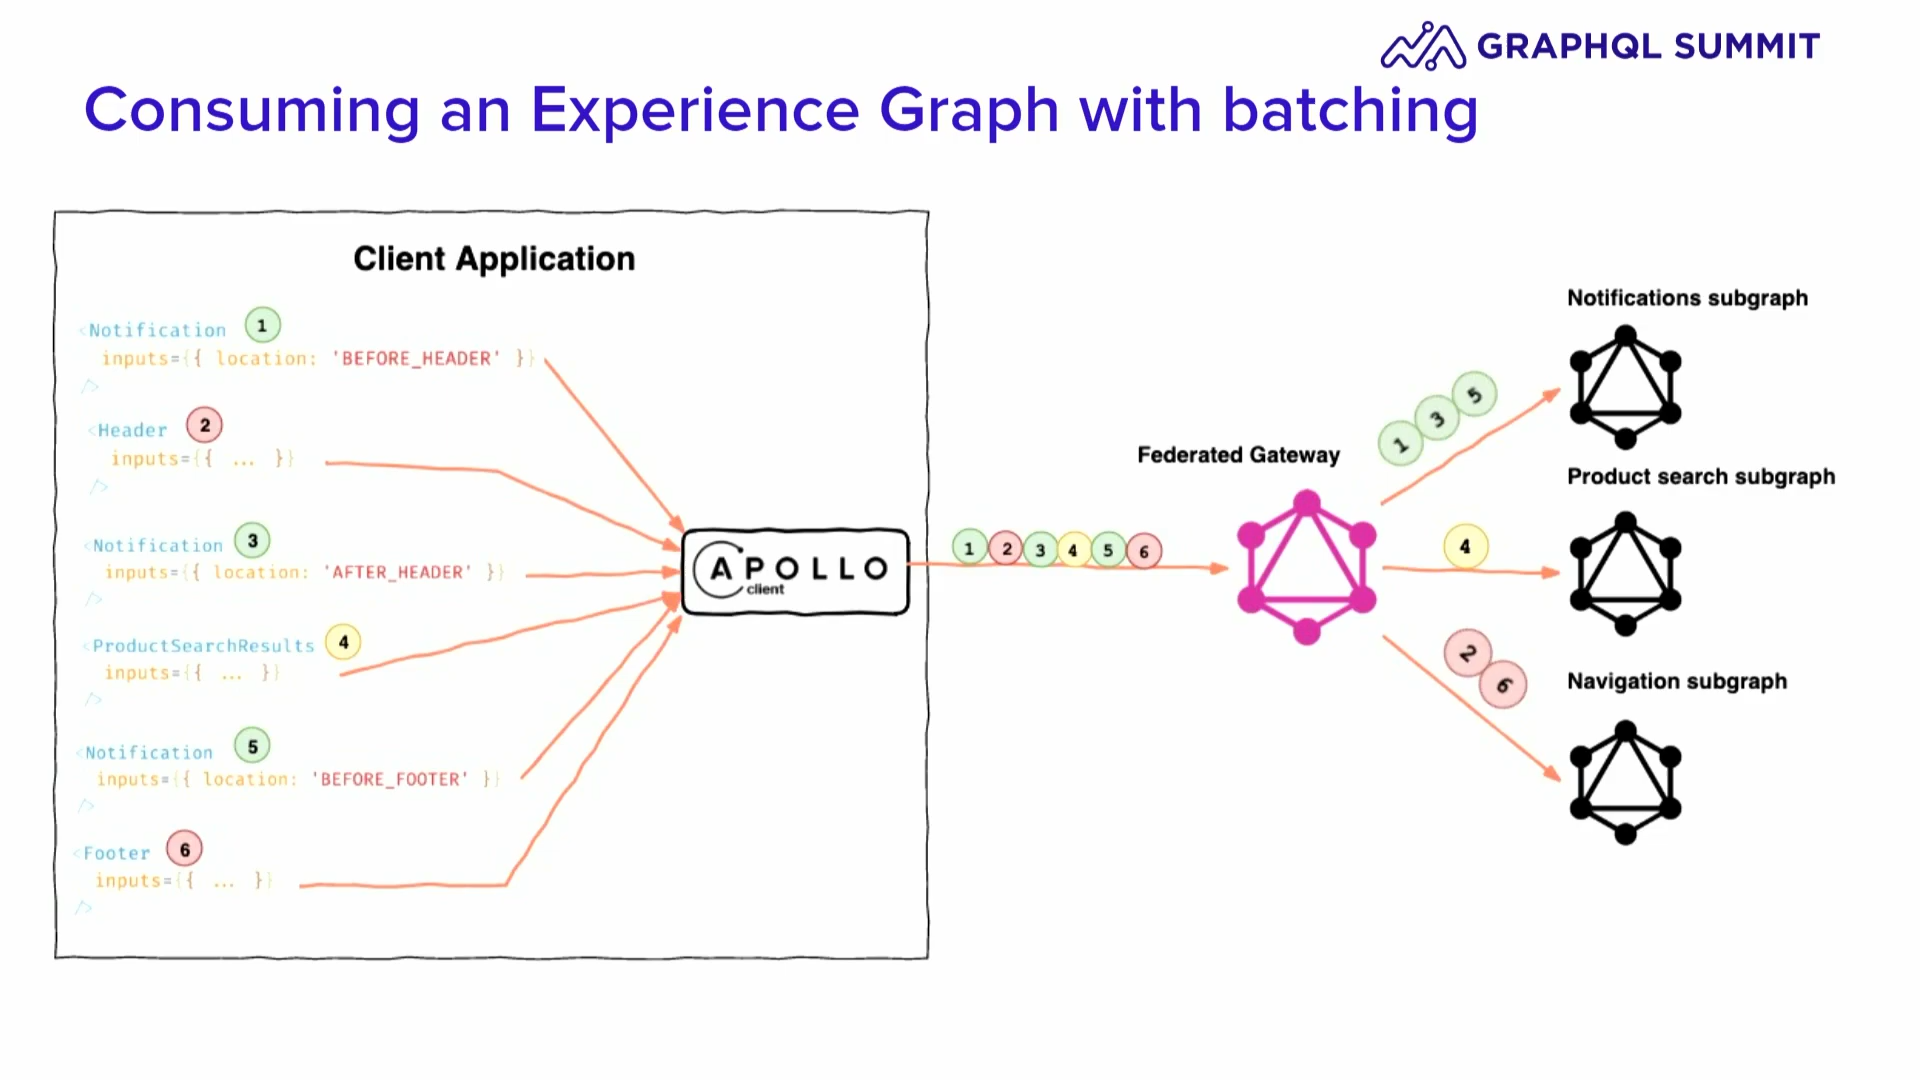 GRAPHQL SUMMIT
Consuming an Experience Graph with batching
Client Application
<Notification 1
inputs={{ location: 'BEFORE_HEADER' }}
/>
<Header 2
inputs={{ ... }}
/>
<Notification 3
inputs={{ location: 'AFTER_HEADER' }}
/>
<ProductSearchResults 4
inputs={{ ... }}
/>
<Notification 5
inputs={{ location: 'BEFORE_FOOTER' }}
/>
<Footer 6
inputs={{ ... }}
/>
APOLLO
client
1 2 3 4 5 6
Federated Gateway
1 3 5
Notifications subgraph
4
Product search subgraph
2 6
Navigation subgraph